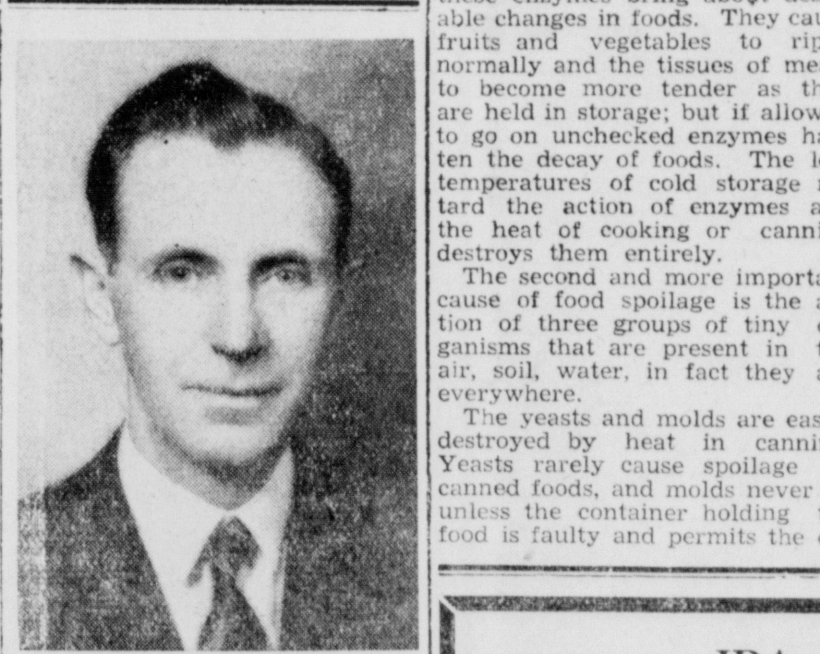 these enzymes bring about
able changes in foods. They cau
fruits and vegetables to rip
normally and the tissues of me
to become more tender as th
are held in storage; but if allow
to go on unchecked enzymes ha
ten the decay of foods. The l
temperatures of cold storage
tard the action of enzymes a
the heat of cooking or canni
destroys them entirely.
The second and more importa
cause of food spoilage is the a
tion of three groups of tiny
ganisms that are present in t
air, soil, water, in fact they a
everywhere.
The yeasts and molds are eas
destroyed by heat in cannin
Yeasts rarely cause spoilage
canned foods, and molds never
unless the container holding
food is faulty and permits the